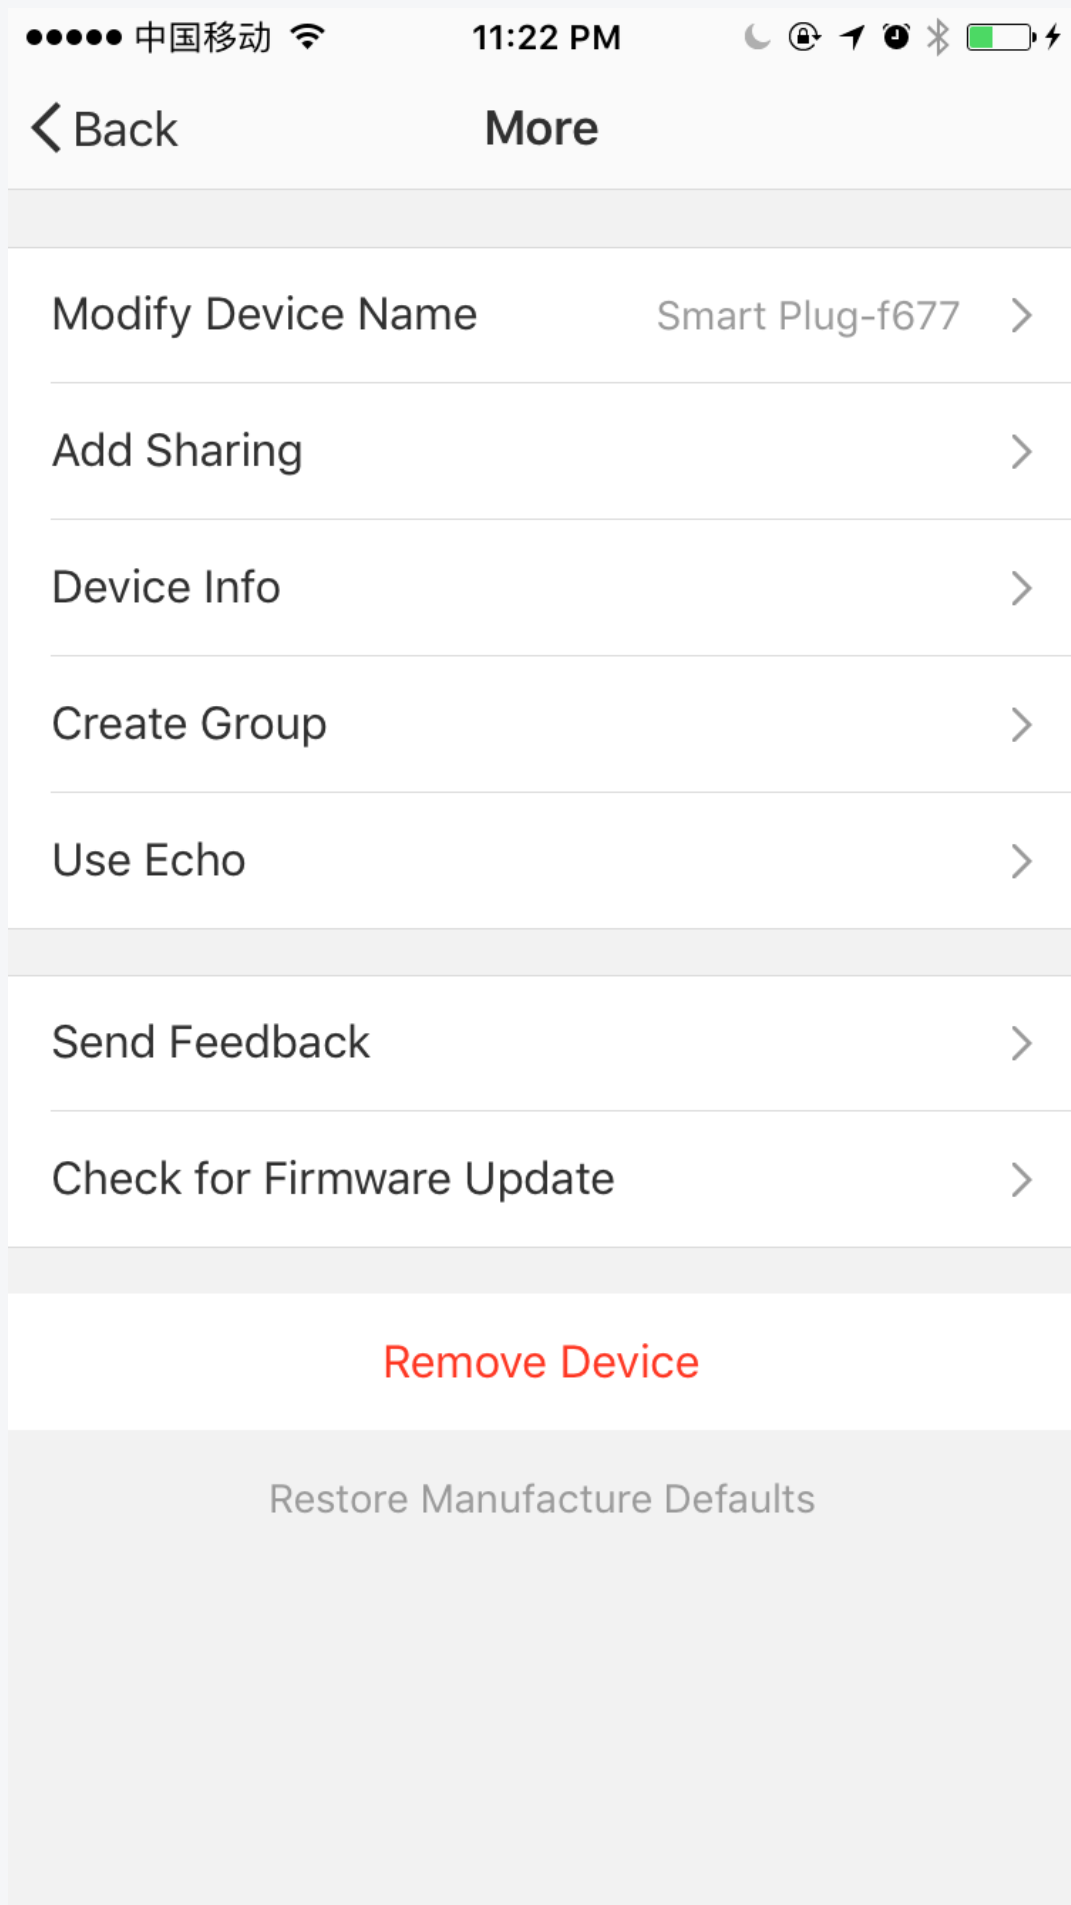 中国移动 11:22 PM
Back More
Modify Device Name Smart Plug-f677
Add Sharing
Device Info
Create Group
Use Echo
Send Feedback
Check for Firmware Update
Remove Device
Restore Manufacture Defaults